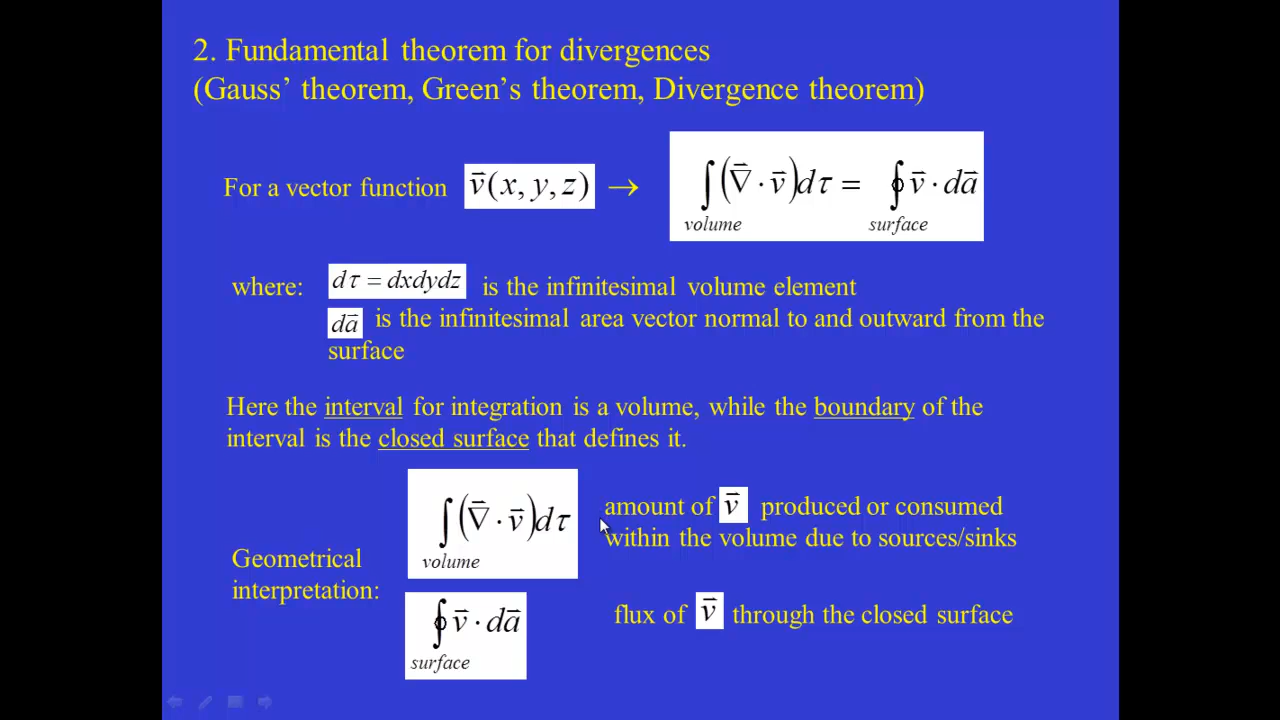 2. Fundamental theorem for divergences
(Gauss’ theorem, Green’s theorem, Divergence theorem)
For a vector function v⃗(x, y, z) → ∫(∇⃗ · v⃗)dτ = ∮v⃗ · da⃗
volume surface
where: dτ = dxdydz is the infinitesimal volume element
da⃗ is the infinitesimal area vector normal to and outward from the
surface
Here the interval for integration is a volume, while the boundary of the
interval is the closed surface that defines it.
Geometrical
interpretation:
∫(∇⃗ · v⃗)dτ
volume
amount of v⃗ produced or consumed
within the volume due to sources/sinks
∮v⃗ · da⃗
surface
flux of v⃗ through the closed surface